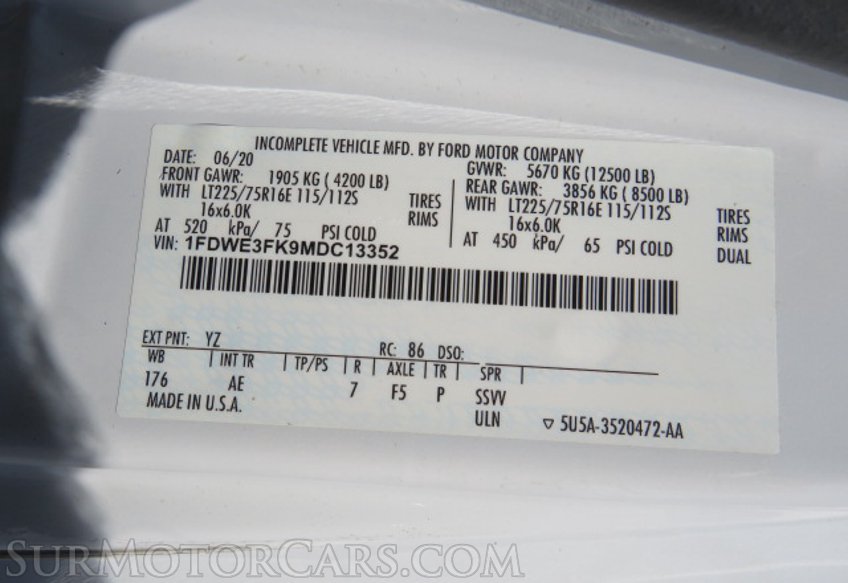 INCOMPLETE VEHICLE MFD. BY FORD MOTOR COMPANY
DATE: 06/20 GVWR: 5670 KG (12500 LB)
FRONT GAWR: 1905 KG ( 4200 LB) REAR GAWR: 3856 KG ( 8500 LB)
WITH LT225/75R16E 115/112S TIRES WITH LT225/75R16E 115/112S TIRES
16x6.0K RIMS 16x6.0K RIMS
AT 520 kPa/ 75 PSI COLD AT 450 kPa/ 65 PSI COLD DUAL
VIN: 1FDWE3FK9MDC13352
EXT PNT: YZ RC: 86 DSO:
WB | INT TR | TP/PS | R | AXLE | TR | SPR |
176 AE 7 F5 P SSVV
MADE IN U.S.A. ULN ▽ 5U5A-3520472-AA
SURMOTORCARS.COM